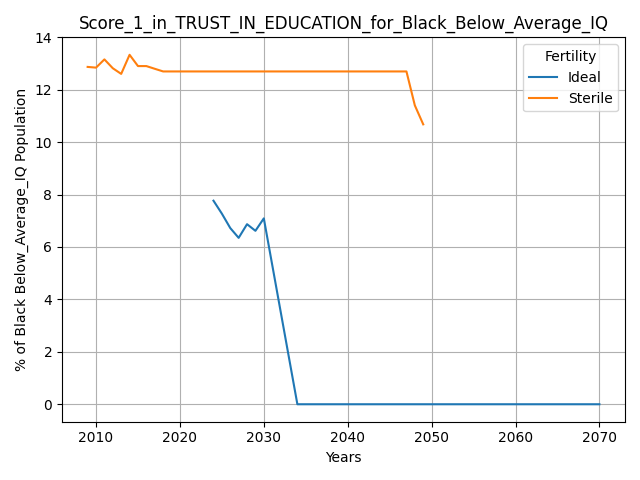 Score_1_in_TRUST_IN_EDUCATION_for_Black_Below_Average_IQ
% of Black Below_Average_IQ Population
14
12
10
8
6
4
2
0
Fertility
Ideal
Sterile
2010 2020 2030 2040 2050 2060 2070
Years